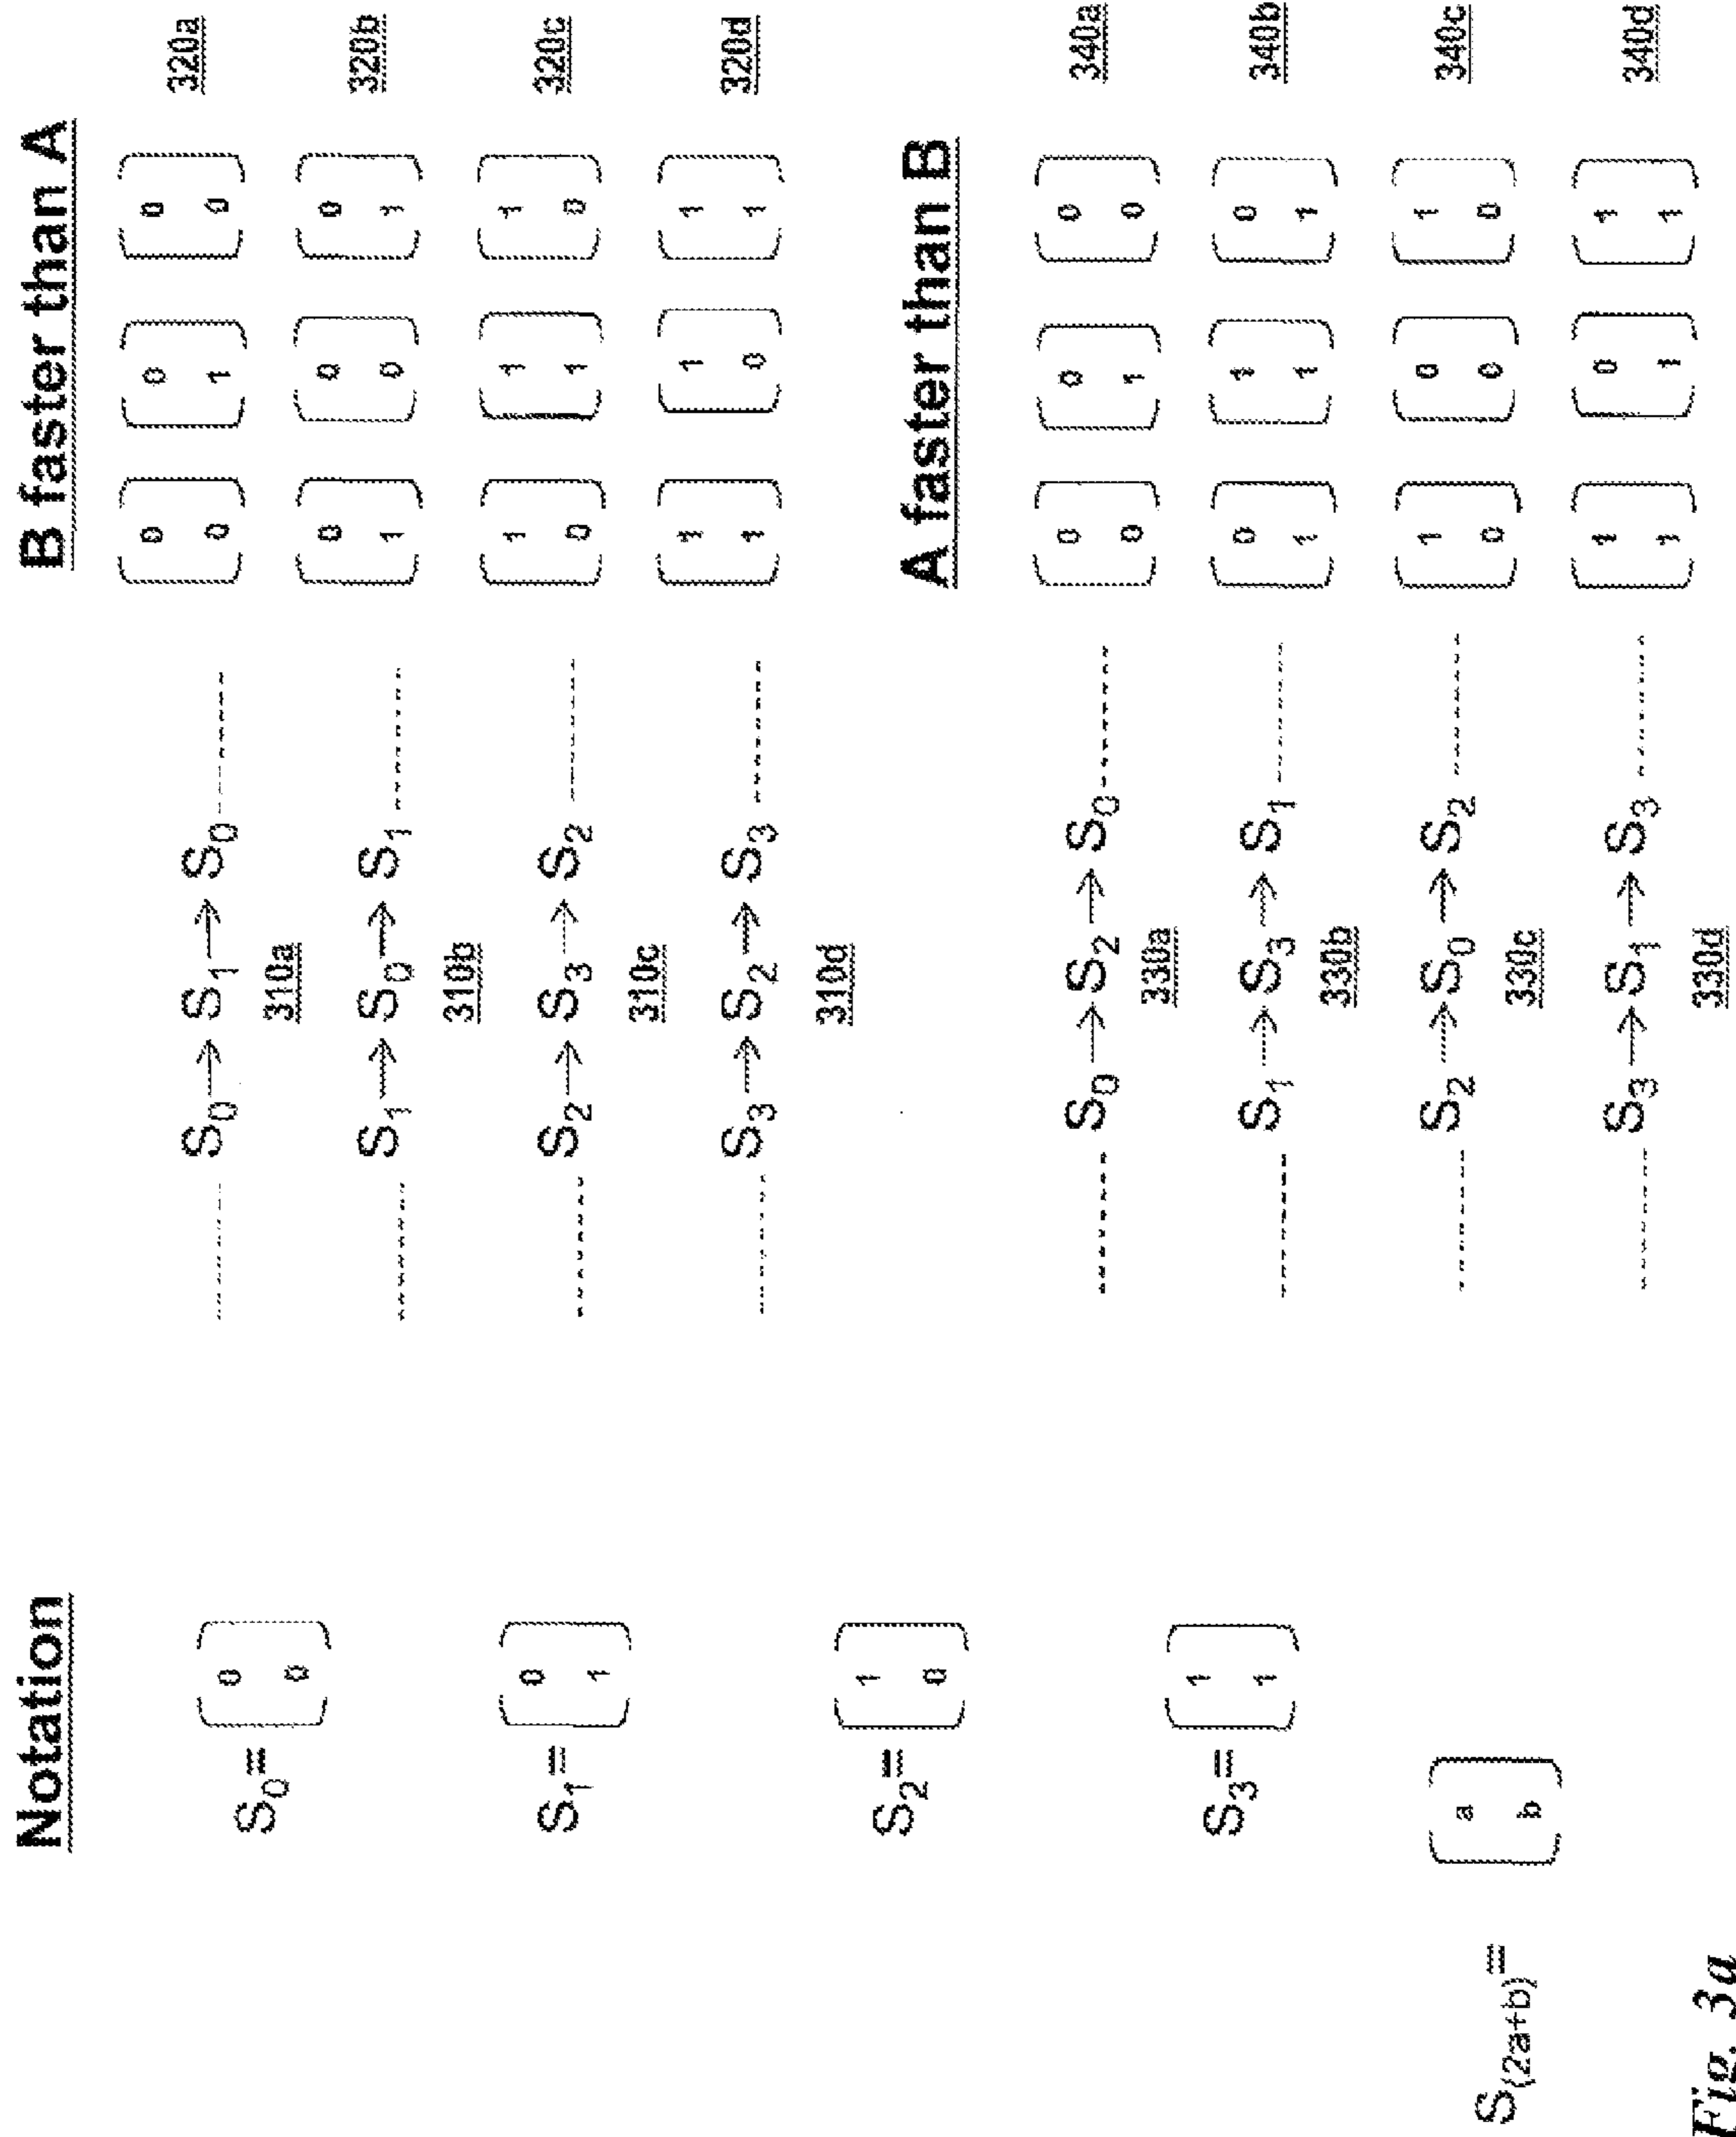 Notation
S0= [0 0]
S1= [0 1]
S2= [1 0]
S3= [1 1]
S(2a+b)= [a b]
B faster than A
S0→S1→S0 [0 0] [0 1] [0 0] 320a
310a
S1→S0→S1 [0 1] [0 0] [0 1] 320b
310b
S2→S3→S2 [1 0] [1 1] [1 0] 320c
310c
S3→S2→S3 [1 1] [1 0] [1 1] 320d
310d
A faster than B
S0→S2→S0 [0 0] [0 1] [0 0] 340a
330a
S1→S3→S1 [0 1] [1 1] [0 1] 340b
330b
S2→S0→S2 [1 0] [0 0] [1 0] 340c
330c
S3→S1→S3 [1 1] [0 1] [1 1] 340d
330d
Fig. 3a